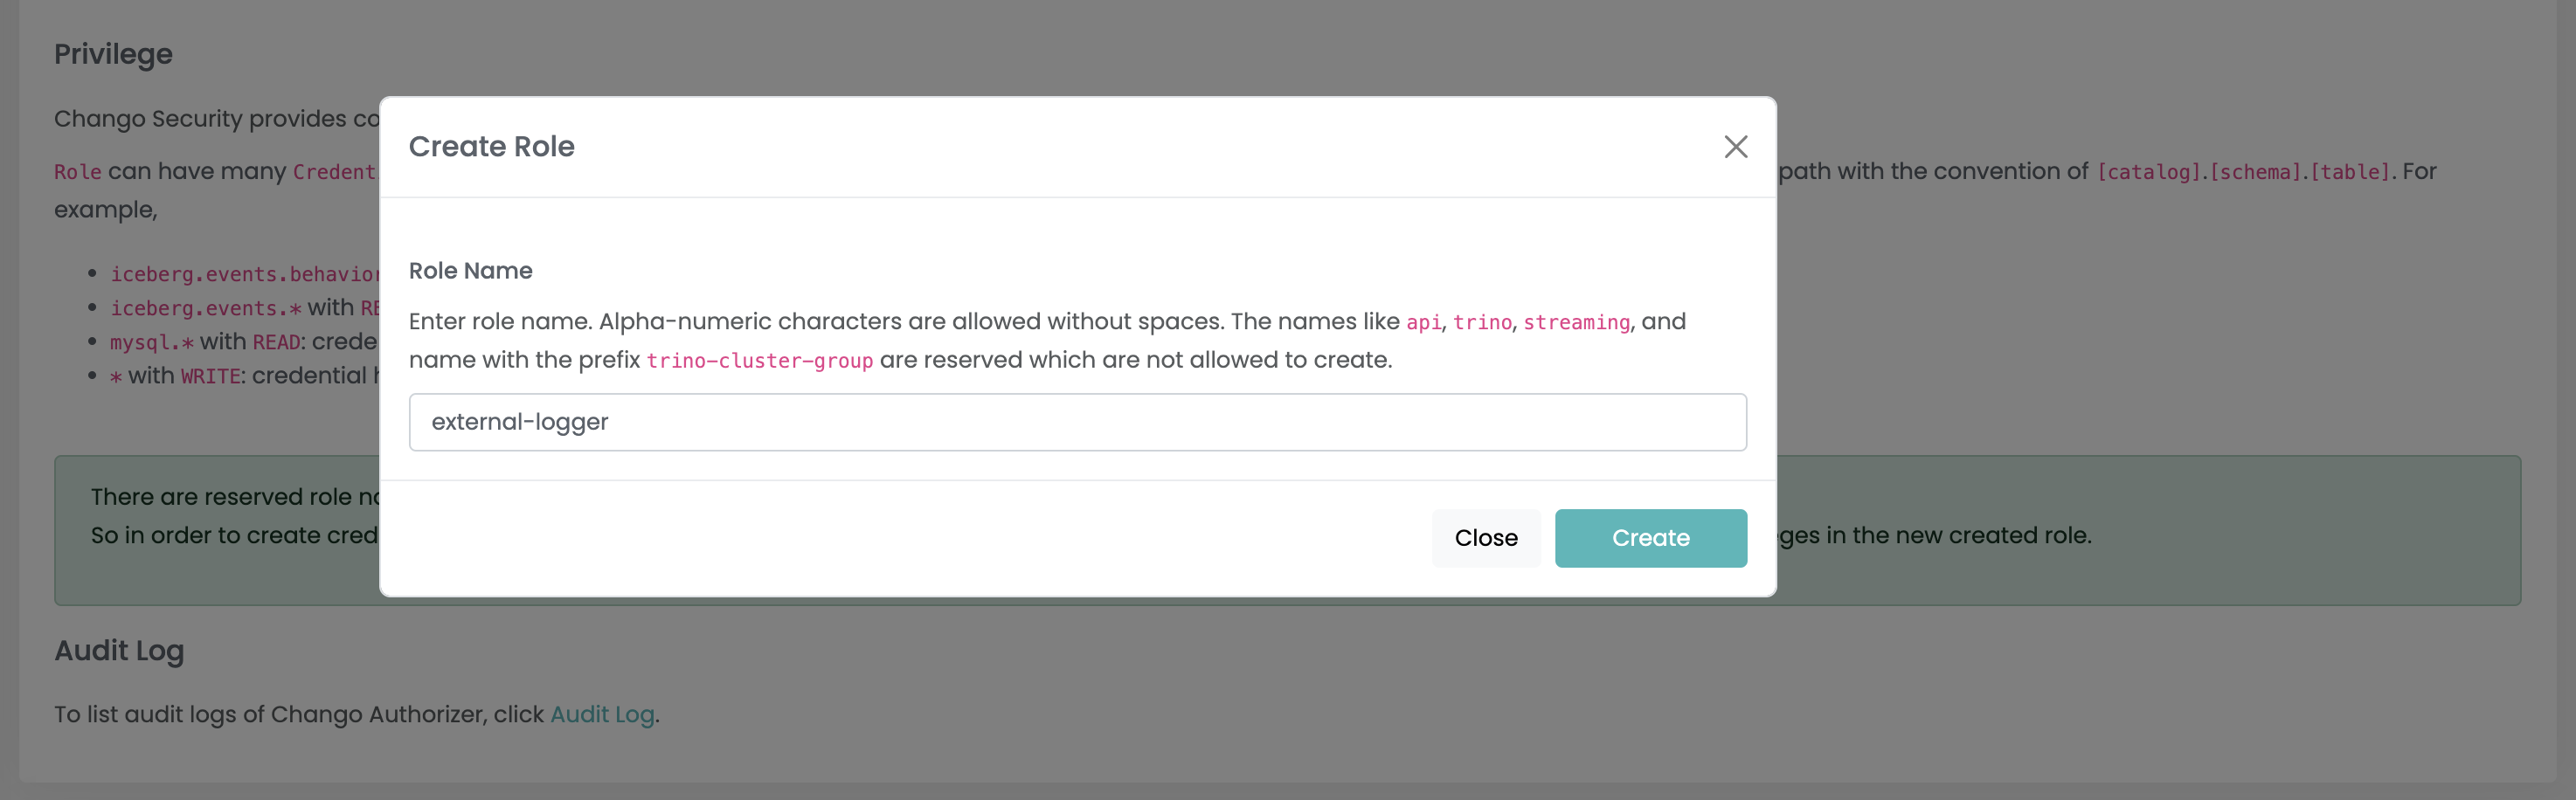 Privilege
Chango Security provides co
Create Role
Role can have many Credent
path with the convention of [catalog].[schema].[table]. For
example,
iceberg.events.behavior
iceberg.events.* with RE
mysql.* with READ: crede
* with WRITE: credential h
Role Name
Enter role name. Alpha-numeric characters are allowed without spaces. The names like api, trino, streaming, and
name with the prefix trino-cluster-group are reserved which are not allowed to create.
external-logger
Close
Create
There are reserved role na
So in order to create cred
ges in the new created role.
Audit Log
To list audit logs of Chango Authorizer, click Audit Log.